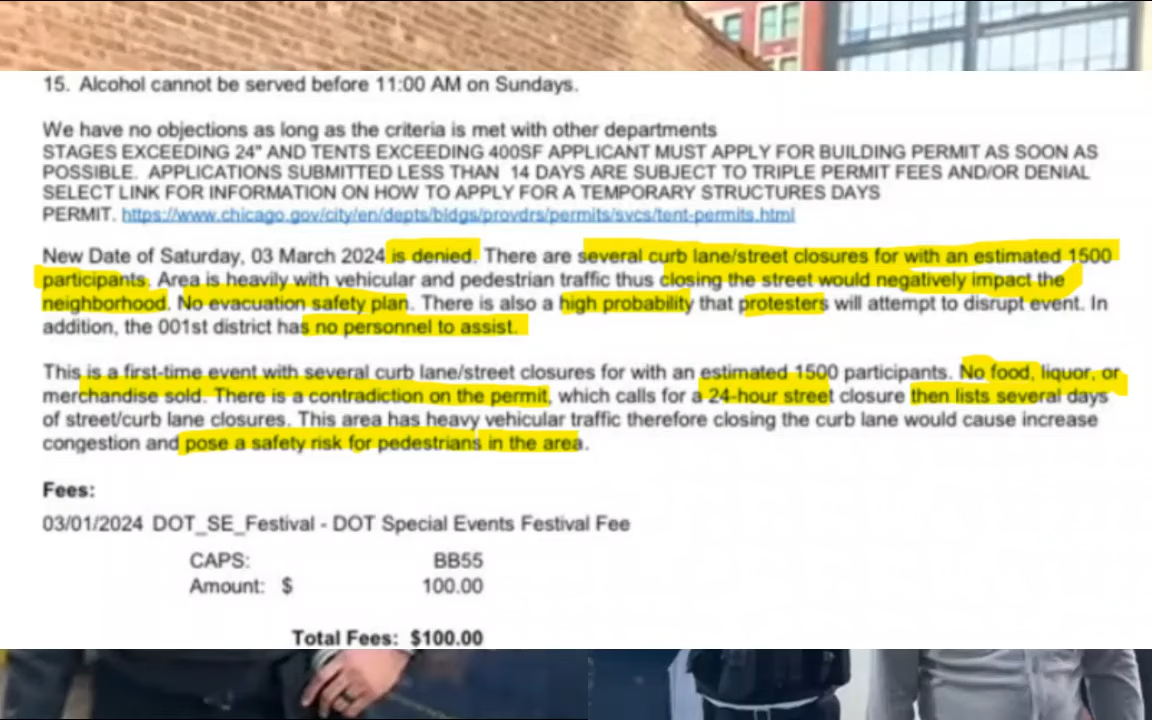 15. Alcohol cannot be served before 11:00 AM on Sundays.
We have no objections as long as the criteria is met with other departments
STAGES EXCEEDING 24" AND TENTS EXCEEDING 400SF APPLICANT MUST APPLY FOR BUILDING PERMIT AS SOON AS
POSSIBLE. APPLICATIONS SUBMITTED LESS THAN 14 DAYS ARE SUBJECT TO TRIPLE PERMIT FEES AND/OR DENIAL
SELECT LINK FOR INFORMATION ON HOW TO APPLY FOR A TEMPORARY STRUCTURES DAYS
PERMIT. https://www.chicago.gov/city/en/depts/bldgs/provdrs/permits/svcs/tent-permits.html
New Date of Saturday, 03 March 2024 is denied. There are several curb lane/street closures for with an estimated 1500
participants. Area is heavily with vehicular and pedestrian traffic thus closing the street would negatively impact the
neighborhood. No evacuation safety plan. There is also a high probability that protesters will attempt to disrupt event. In
addition, the 001st district has no personnel to assist.
This is a first-time event with several curb lane/street closures for with an estimated 1500 participants. No food, liquor, or
merchandise sold. There is a contradiction on the permit, which calls for a 24-hour street closure then lists several days
of street/curb lane closures. This area has heavy vehicular traffic therefore closing the curb lane would cause increase
congestion and pose a safety risk for pedestrians in the area.
Fees:
03/01/2024 DOT_SE_Festival - DOT Special Events Festival Fee
CAPS: BB55
Amount: $ 100.00
Total Fees: $100.00